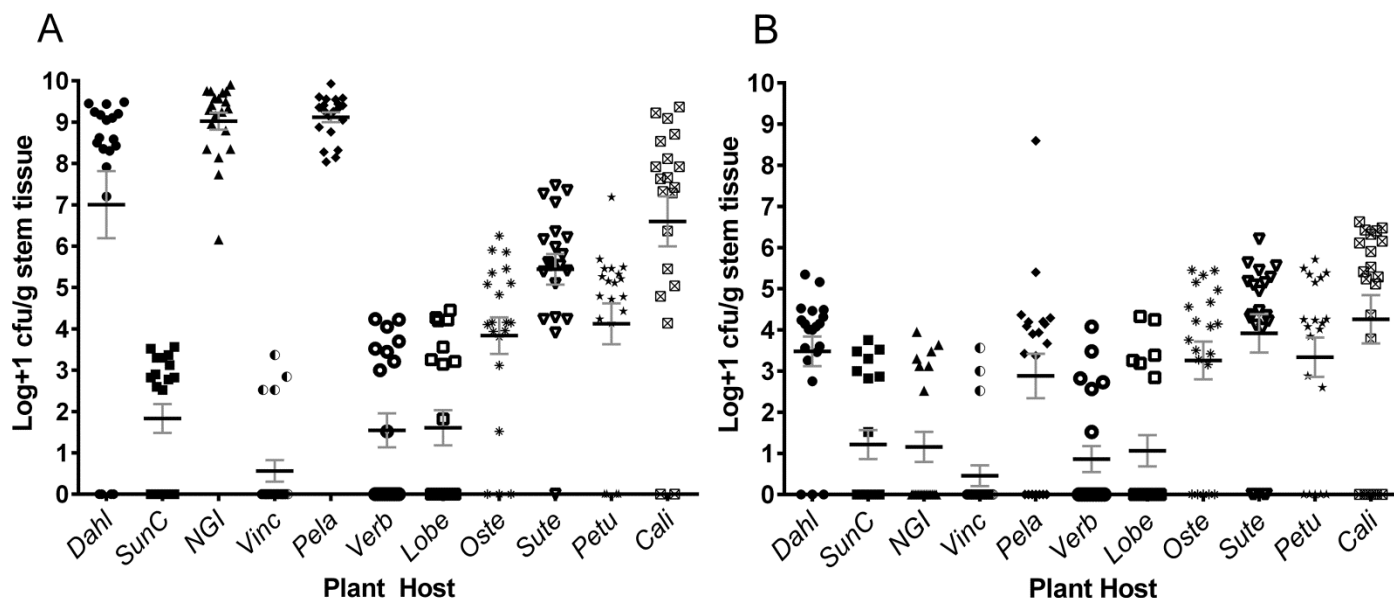 A
Log+1 cfu/g stem tissue
10
9
8
7
6
5
4
3
2
1
0
Dahl
SunC
NGI
Vinc
Pela
Verb
Lobe
Oste
Sute
Petu
Cali
Plant Host
B
Log+1 cfu/g stem tissue
10
9
8
7
6
5
4
3
2
1
0
Dahl
SunC
NGI
Vinc
Pela
Verb
Lobe
Oste
Sute
Petu
Cali
Plant Host